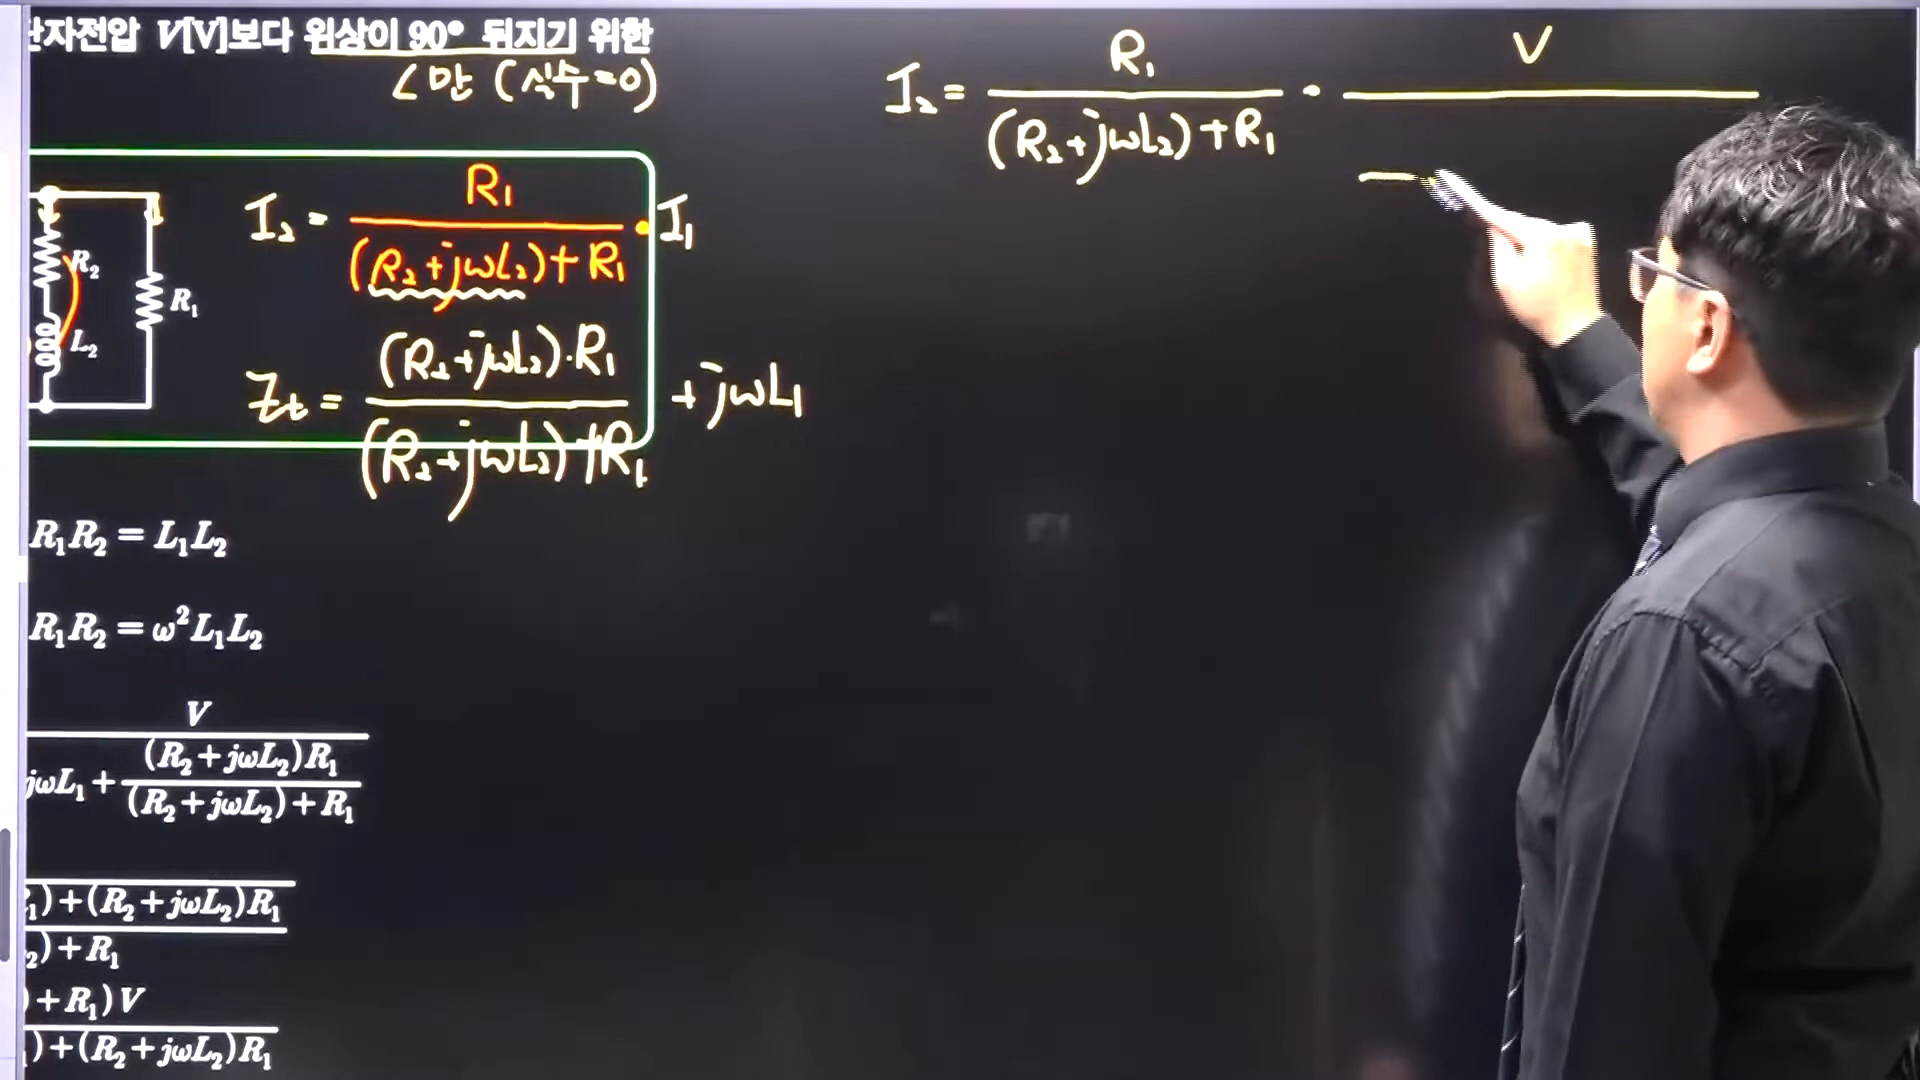 단자전압 V[V]보다 위상이 90° 뒤지기 위한
L만 (실수=0)
I₂ = R₁ / ((R₂+jωL₂)+R₁) · I₁
R₂
L₂
R₁
Zt = (R₂+jωL₂)·R₁ / ((R₂+jωL₂)+R₁) + jωL₁
R₁R₂ = L₁L₂
R₁R₂ = ω²L₁L₂
V
jωL₁ + (R₂+jωL₂)R₁ / ((R₂+jωL₂)+R₁)
₁)+(R₂+jωL₂)R₁
₂)+R₁
)+R₁)V
)+(R₂+jωL₂)R₁
I₂ = R₁ / ((R₂+jωL₂)+R₁) · V